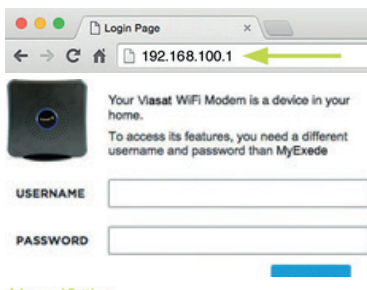 Login Page
192.168.100.1
Your Viasat WiFi Modem is a device in your
home.
To access its features, you need a different
username and password than MyExede
USERNAME
PASSWORD